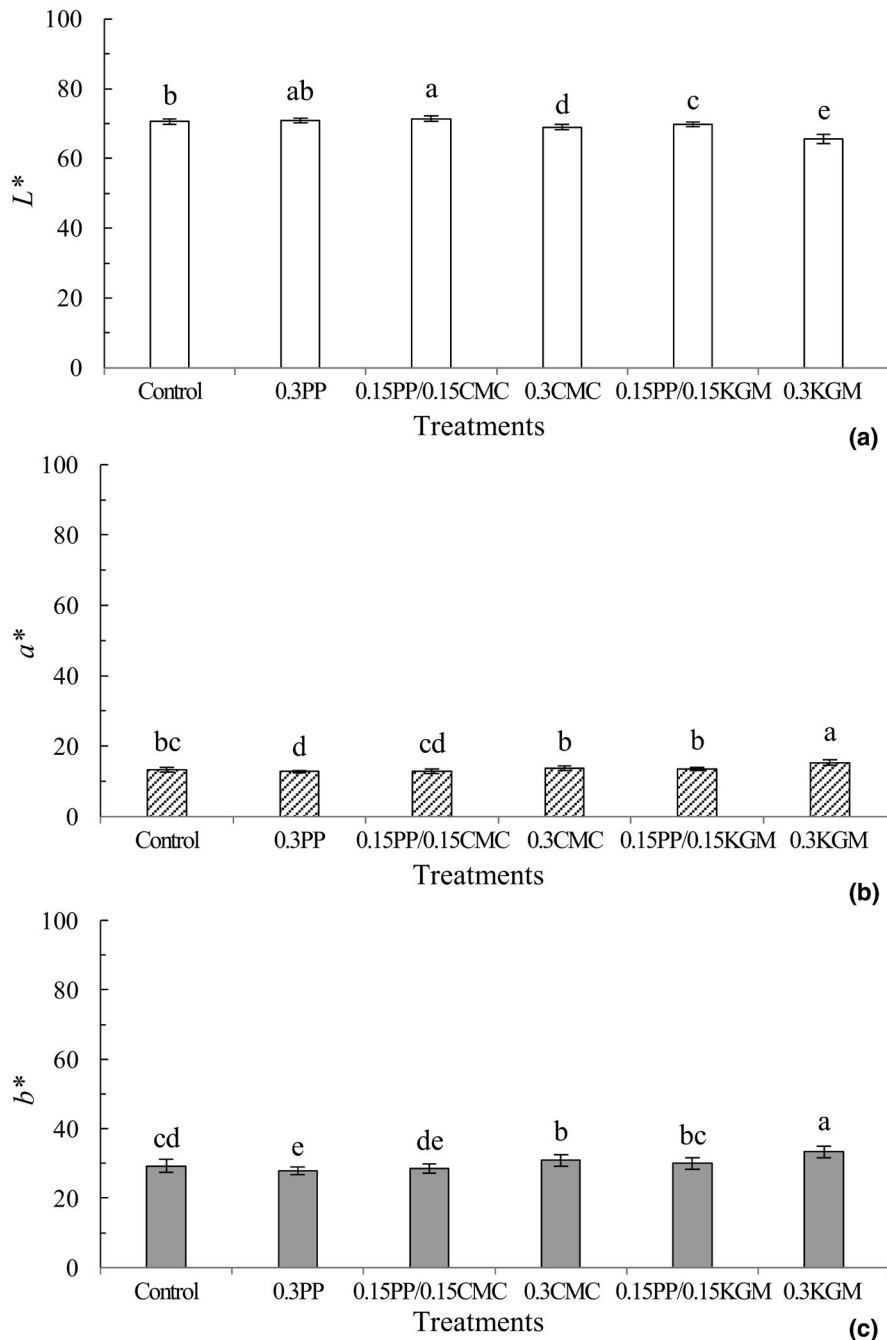 100
80
60
40
20
0
L*
b
ab
a
d
c
e
Control 0.3PP 0.15PP/0.15CMC 0.3CMC 0.15PP/0.15KGM 0.3KGM
Treatments
(a)
100
80
60
40
20
0
a*
bc
d
cd
b
b
a
Control 0.3PP 0.15PP/0.15CMC 0.3CMC 0.15PP/0.15KGM 0.3KGM
Treatments
(b)
100
80
60
40
20
0
b*
cd
e
de
b
bc
a
Control 0.3PP 0.15PP/0.15CMC 0.3CMC 0.15PP/0.15KGM 0.3KGM
Treatments
(c)